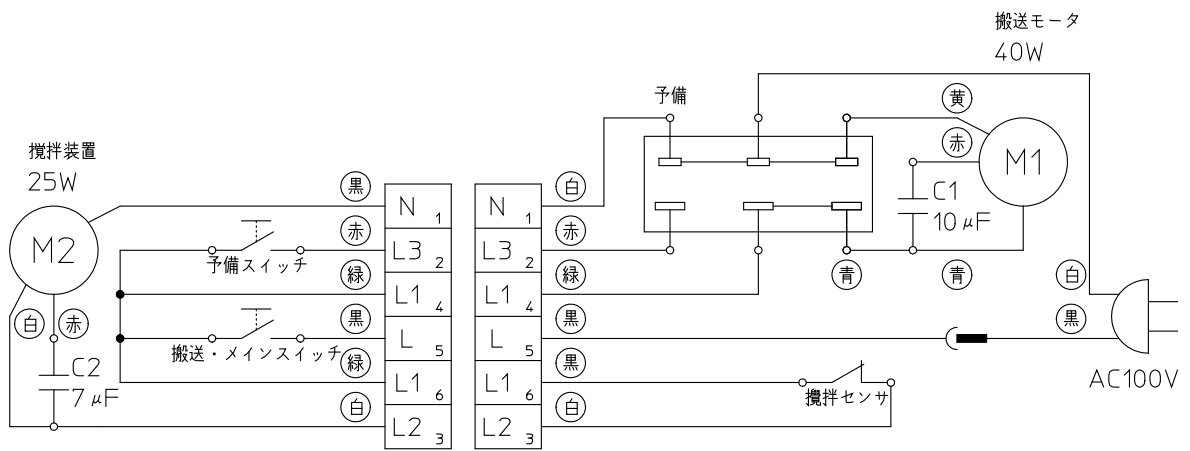 搬送モータ
40W
予備
黄
赤
M1
C1
10μF
青
青
白
黒
AC100V
撹拌装置
25W
M2
白
赤
C2
7μF
予備スイッチ
搬送・メインスイッチ
黒
赤
緑
黒
緑
白
N 1
L3 2
L1 4
L 5
L1 6
L2 3
N 1
L3 2
L1 4
L 5
L1 6
L2 3
白
赤
緑
黒
黒
白
攪拌センサ